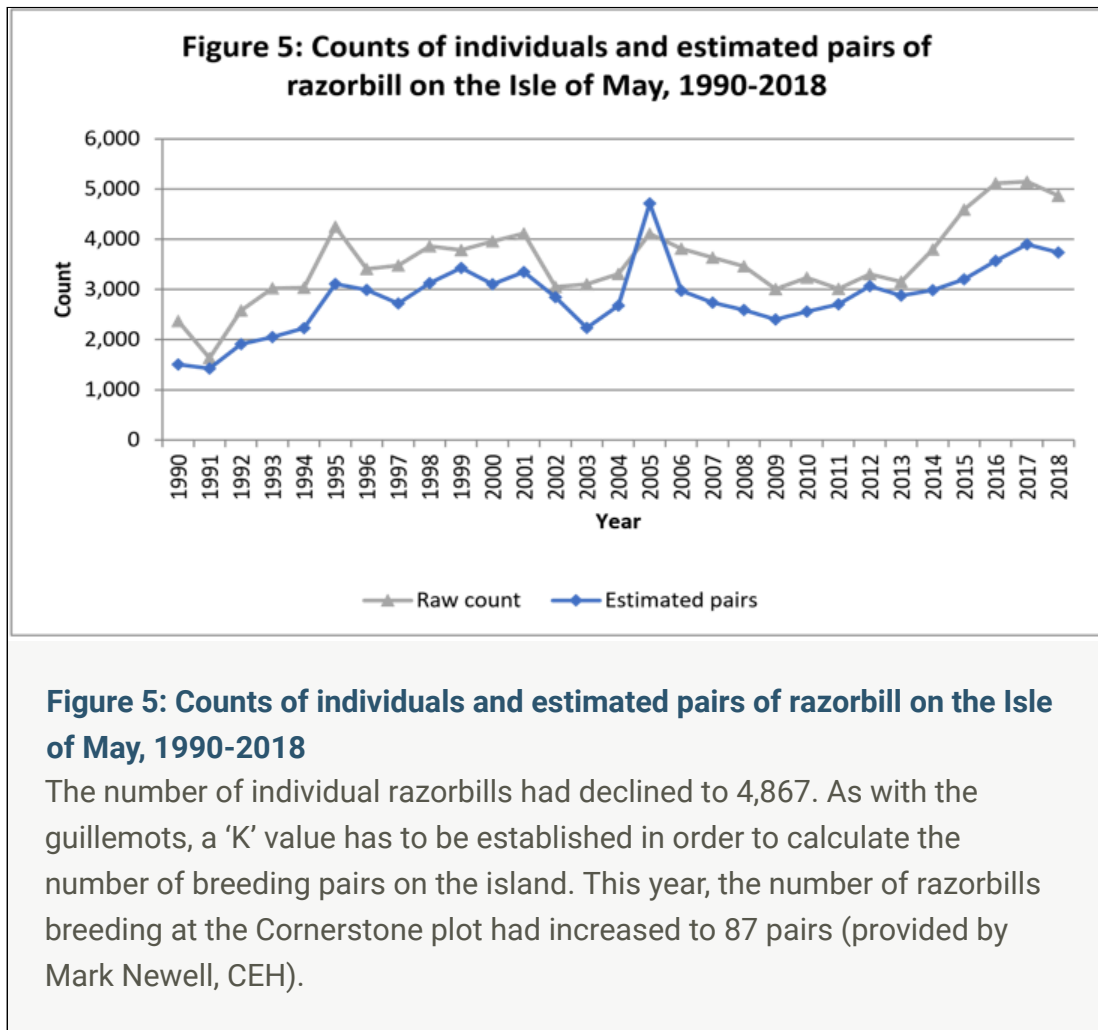 Figure 5: Counts of individuals and estimated pairs of
razorbill on the Isle of May, 1990-2018
6,000
5,000
4,000
3,000
2,000
1,000
0
Count
1990
1991
1992
1993
1994
1995
1996
1997
1998
1999
2000
2001
2002
2003
2004
2005
2006
2007
2008
2009
2010
2011
2012
2013
2014
2015
2016
2017
2018
Year
Raw count
Estimated pairs
Figure 5: Counts of individuals and estimated pairs of razorbill on the Isle
of May, 1990-2018
The number of individual razorbills had declined to 4,867. As with the
guillemots, a ‘K’ value has to be established in order to calculate the
number of breeding pairs on the island. This year, the number of razorbills
breeding at the Cornerstone plot had increased to 87 pairs (provided by
Mark Newell, CEH).